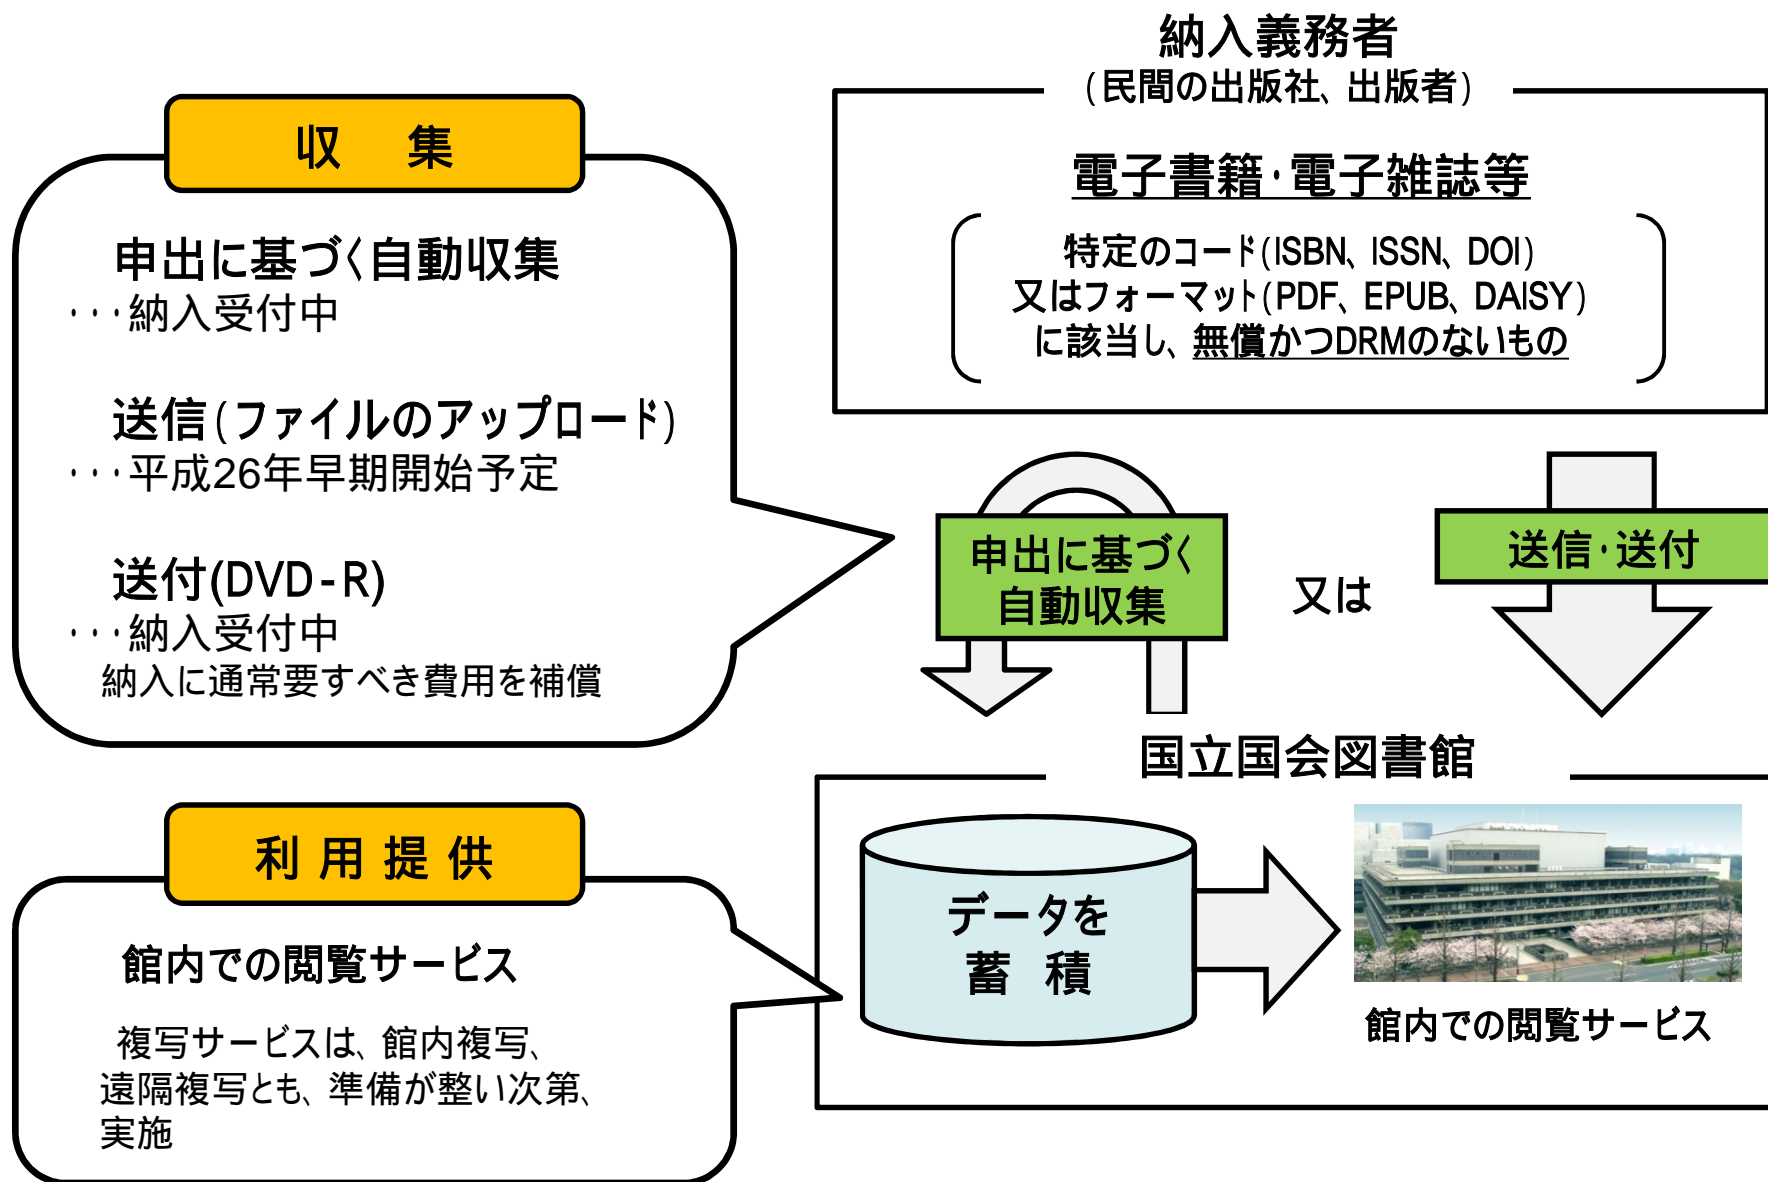 収 集
申出に基づく自動収集
・・・納入受付中
送信(ファイルのアップロード)
・・・平成26年早期開始予定
送付(DVD-R)
・・・納入受付中
納入に通常要すべき費用を補償
納入義務者
(民間の出版社、出版者)
電子書籍・電子雑誌等
特定のコード(ISBN、ISSN、DOI)
又はフォーマット(PDF、EPUB、DAISY)
に該当し、無償かつDRMのないもの
申出に基づく
自動収集
又は
送信・送付
国立国会図書館
データを
蓄 積
館内での閲覧サービス
利 用 提 供
館内での閲覧サービス
複写サービスは、館内複写、
遠隔複写とも、準備が整い次第、
実施